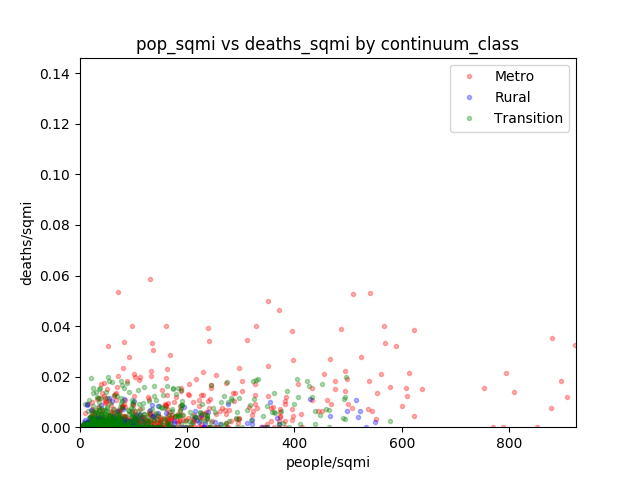 pop_sqmi vs deaths_sqmi by continuum_class
Metro
Rural
Transition
0.14
0.12
0.10
0.08
0.06
0.04
0.02
0.00
deaths/sqmi
0
200
400
600
800
people/sqmi